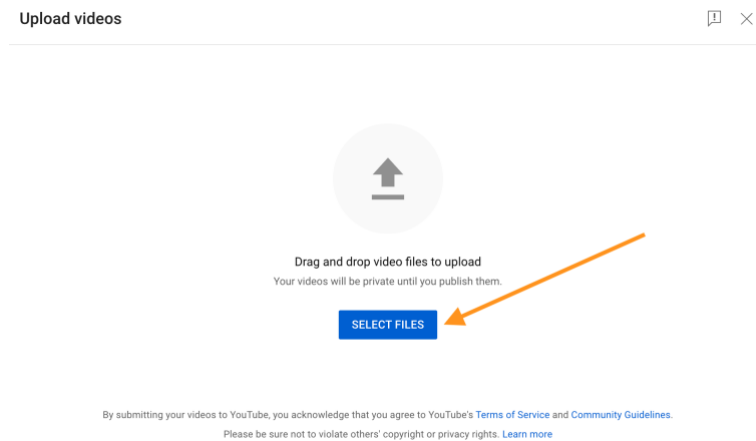 Upload videos
Drag and drop video files to upload
Your videos will be private until you publish them.
SELECT FILES
By submitting your videos to YouTube, you acknowledge that you agree to YouTube's Terms of Service and Community Guidelines.
Please be sure not to violate others' copyright or privacy rights. Learn more